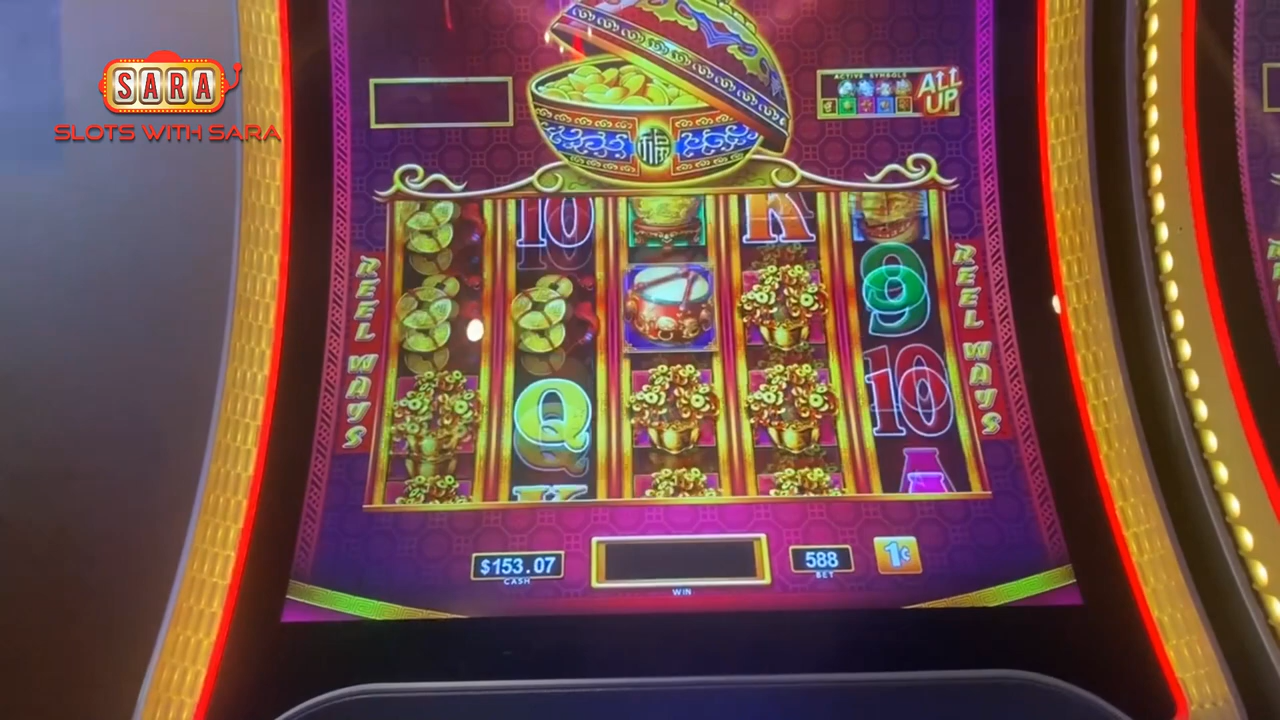 SARA
SLOTS WITH SARA
ACTIVE SYMBOLS
ALL UP
福
10
K
9
Q
10
K
A
REEL WAYS
REEL WAYS
$153.07
CASH
WIN
588
BET
1¢